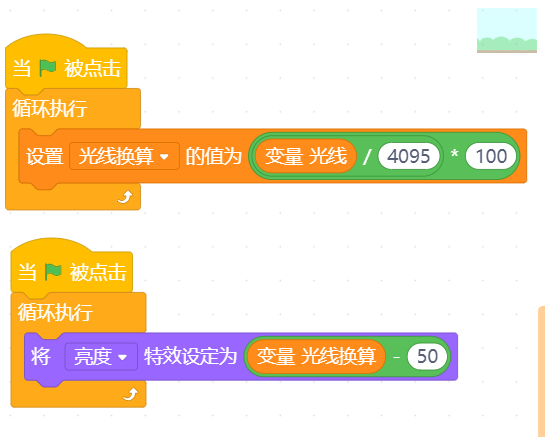 当 被点击
循环执行
设置 光线换算 的值为 变量 光线 / 4095 * 100
当 被点击
循环执行
将 亮度 特效设定为 变量 光线换算 - 50